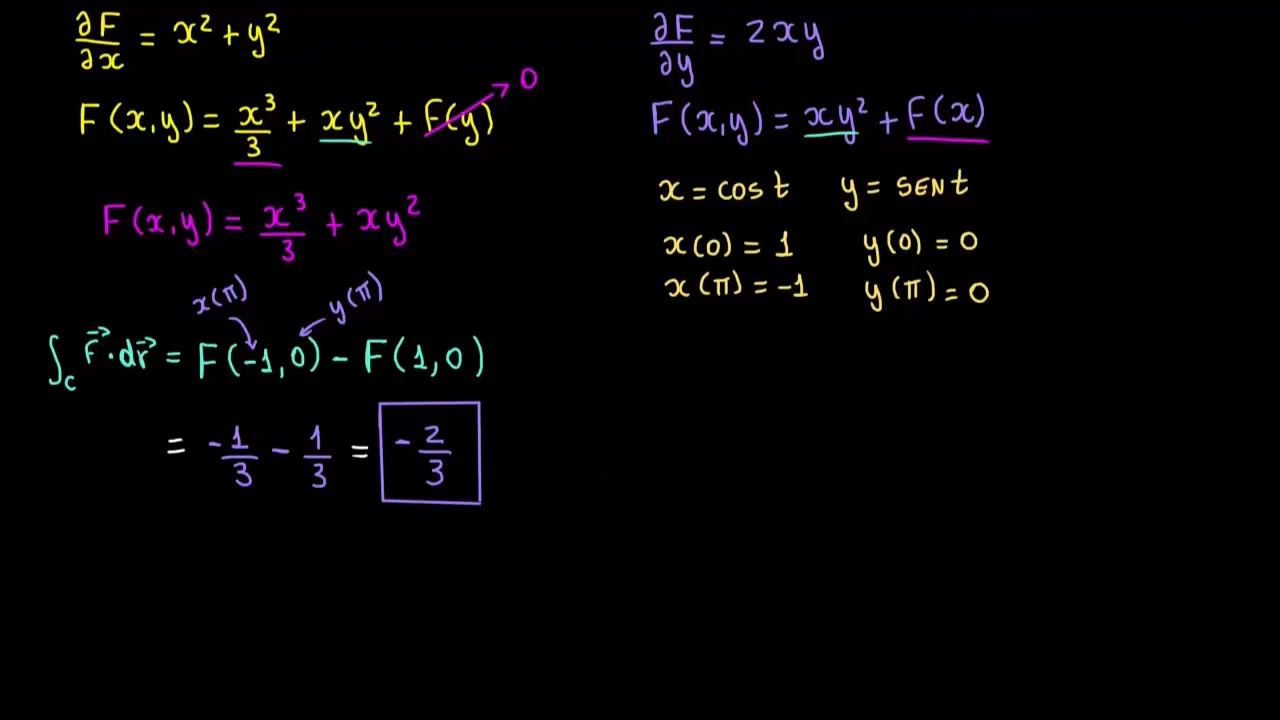 ∂F/∂x = x² + y²
F(x,y) = x³/3 + xy² + F(y) → 0
F(x,y) = x³/3 + xy²
x(π) y(π)
∫_C F⃗·dr⃗ = F(-1,0) - F(1,0)
= -1/3 - 1/3 = -2/3
∂F/∂y = 2xy
F(x,y) = xy² + F(x)
x = cos t y = SEN t
x(0) = 1 y(0) = 0
x(π) = -1 y(π) = 0